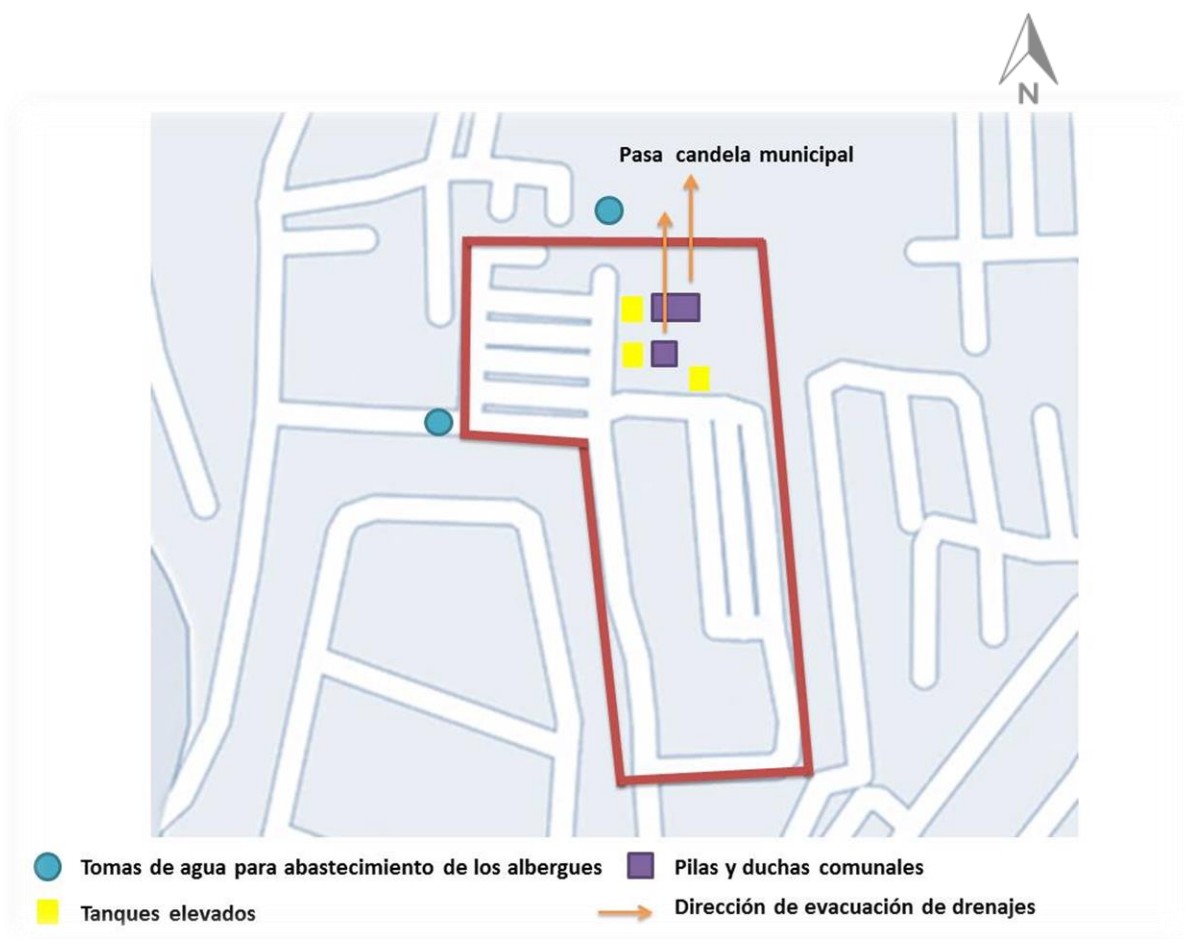 N
Pasa candela municipal
Tomas de agua para abastecimiento de los albergues
Pilas y duchas comunales
Tanques elevados
Dirección de evacuación de drenajes